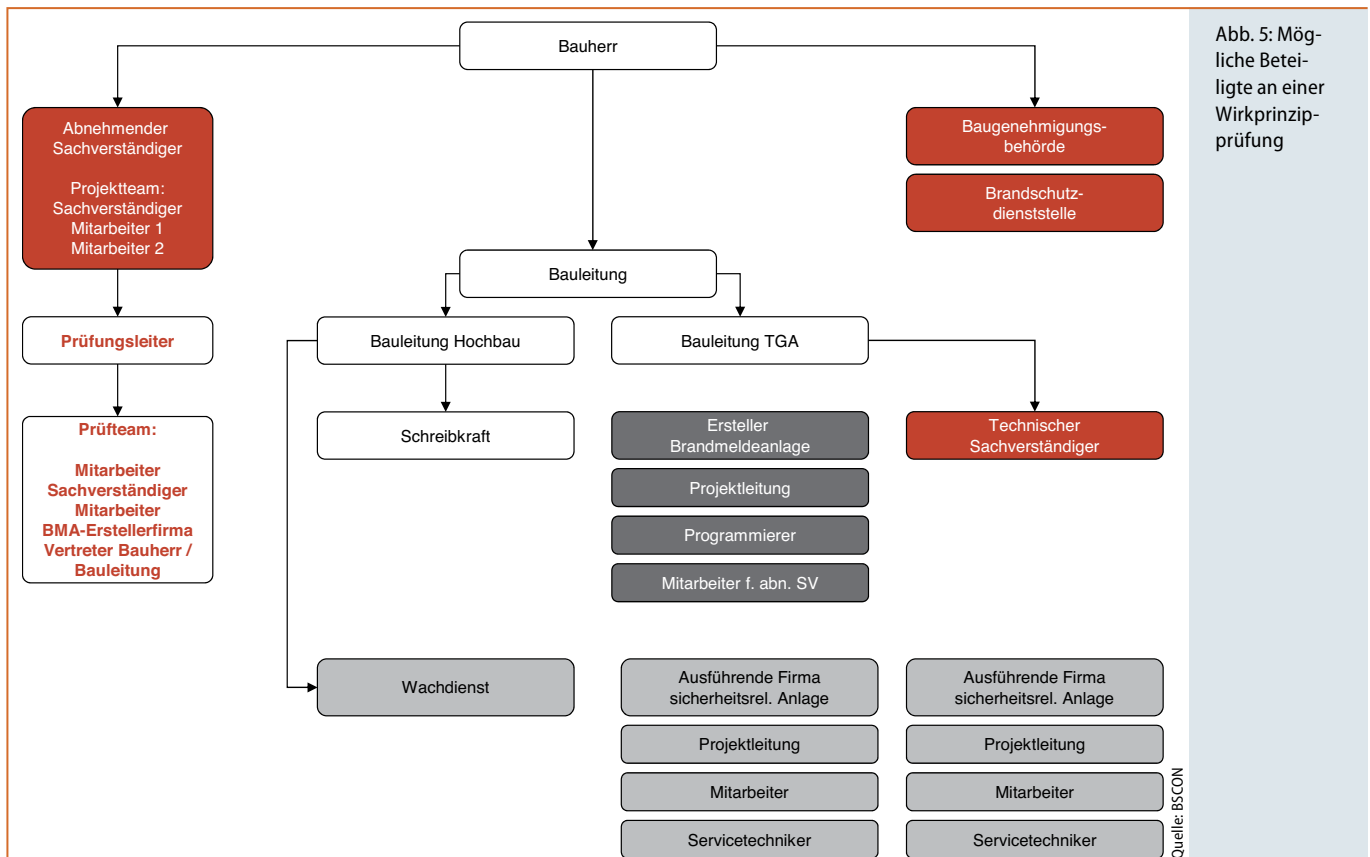 Bauherr
Abnehmender
Sachverständiger
Projektteam:
Sachverständiger
Mitarbeiter 1
Mitarbeiter 2
Baugenehmigungs-
behörde
Brandschutz-
dienststelle
Bauleitung
Prüfungsleiter
Bauleitung Hochbau
Bauleitung TGA
Prüfteam:
Mitarbeiter
Sachverständiger
Mitarbeiter
BMA-Erstellerfirma
Vertreter Bauherr /
Bauleitung
Schreibkraft
Ersteller
Brandmeldeanlage
Projektleitung
Programmierer
Mitarbeiter f. abn. SV
Technischer
Sachverständiger
Wachdienst
Ausführende Firma
sicherheitsrel. Anlage
Projektleitung
Mitarbeiter
Servicetechniker
Ausführende Firma
sicherheitsrel. Anlage
Projektleitung
Mitarbeiter
Servicetechniker
Quelle: BSCON
Abb. 5: Mög-
liche Betei-
ligte an einer
Wirkprinzip-
prüfung